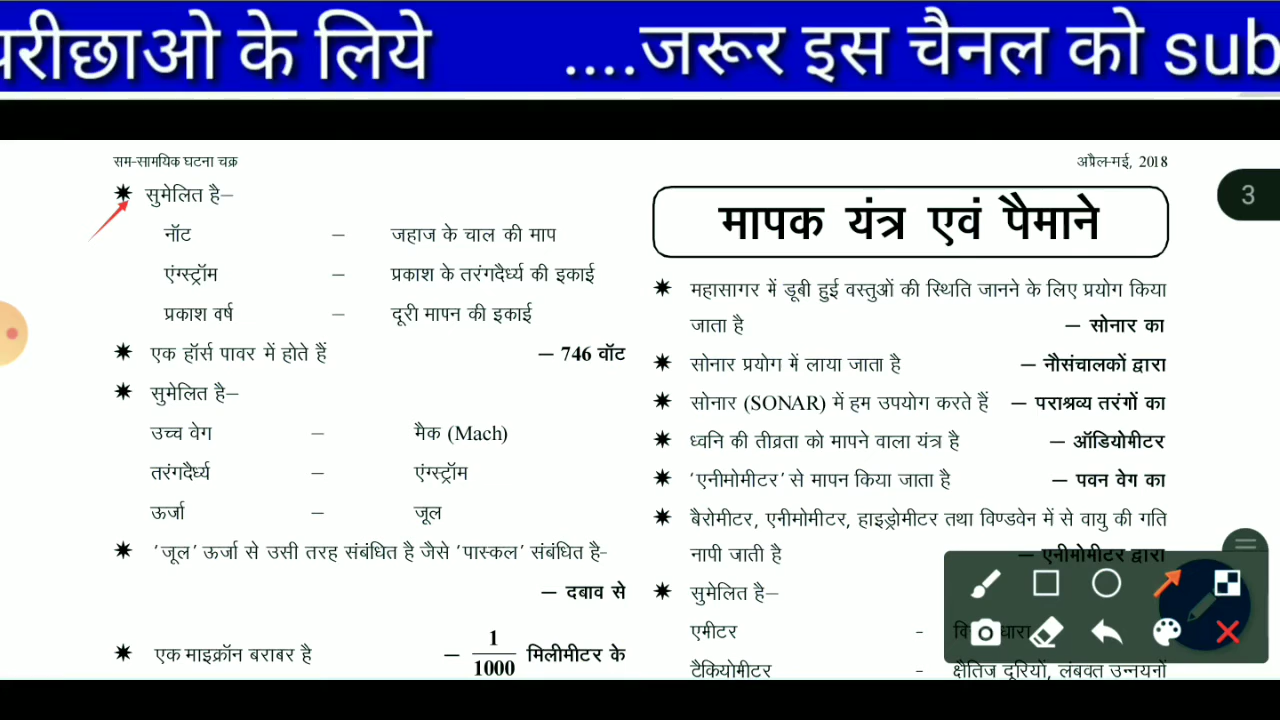 परीछाओ के लिये ....जरूर इस चैनल को sub
सम-सामयिक घटना चक्र
अप्रैल-मई, 2018
3
✷ सुमेलित है–
नॉट – जहाज के चाल की माप
एंग्स्ट्रॉम – प्रकाश के तरंगदैर्ध्य की इकाई
प्रकाश वर्ष – दूरी मापन की इकाई
✷ एक हॉर्स पावर में होते हैं – 746 वॉट
✷ सुमेलित है–
उच्च वेग – मैक (Mach)
तरंगदैर्ध्य – एंग्स्ट्रॉम
ऊर्जा – जूल
✷ 'जूल' ऊर्जा से उसी तरह संबंधित है जैसे 'पास्कल' संबंधित है-
– दबाव से
✷ एक माइक्रॉन बराबर है – 1/1000 मिलीमीटर के
मापक यंत्र एवं पैमाने
✷ महासागर में डूबी हुई वस्तुओं की स्थिति जानने के लिए प्रयोग किया
जाता है – सोनार का
✷ सोनार प्रयोग में लाया जाता है – नौसंचालकों द्वारा
✷ सोनार (SONAR) में हम उपयोग करते हैं – पराश्रव्य तरंगों का
✷ ध्वनि की तीव्रता को मापने वाला यंत्र है – ऑडियोमीटर
✷ 'एनीमोमीटर' से मापन किया जाता है – पवन वेग का
✷ बैरोमीटर, एनीमोमीटर, हाइड्रोमीटर तथा विण्डवेन में से वायु की गति
नापी जाती है – एनीमोमीटर द्वारा
✷ सुमेलित है–
एमीटर - धारा
टैकियोमीटर - क्षैतिज दूरियों, लंबवत उन्नयनों